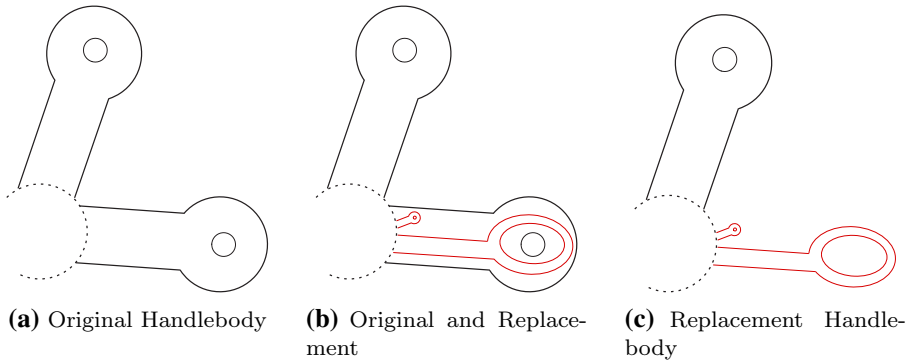 (a) Original Handlebody
(b) Original and Replace-
ment
(c) Replacement Handle-
body